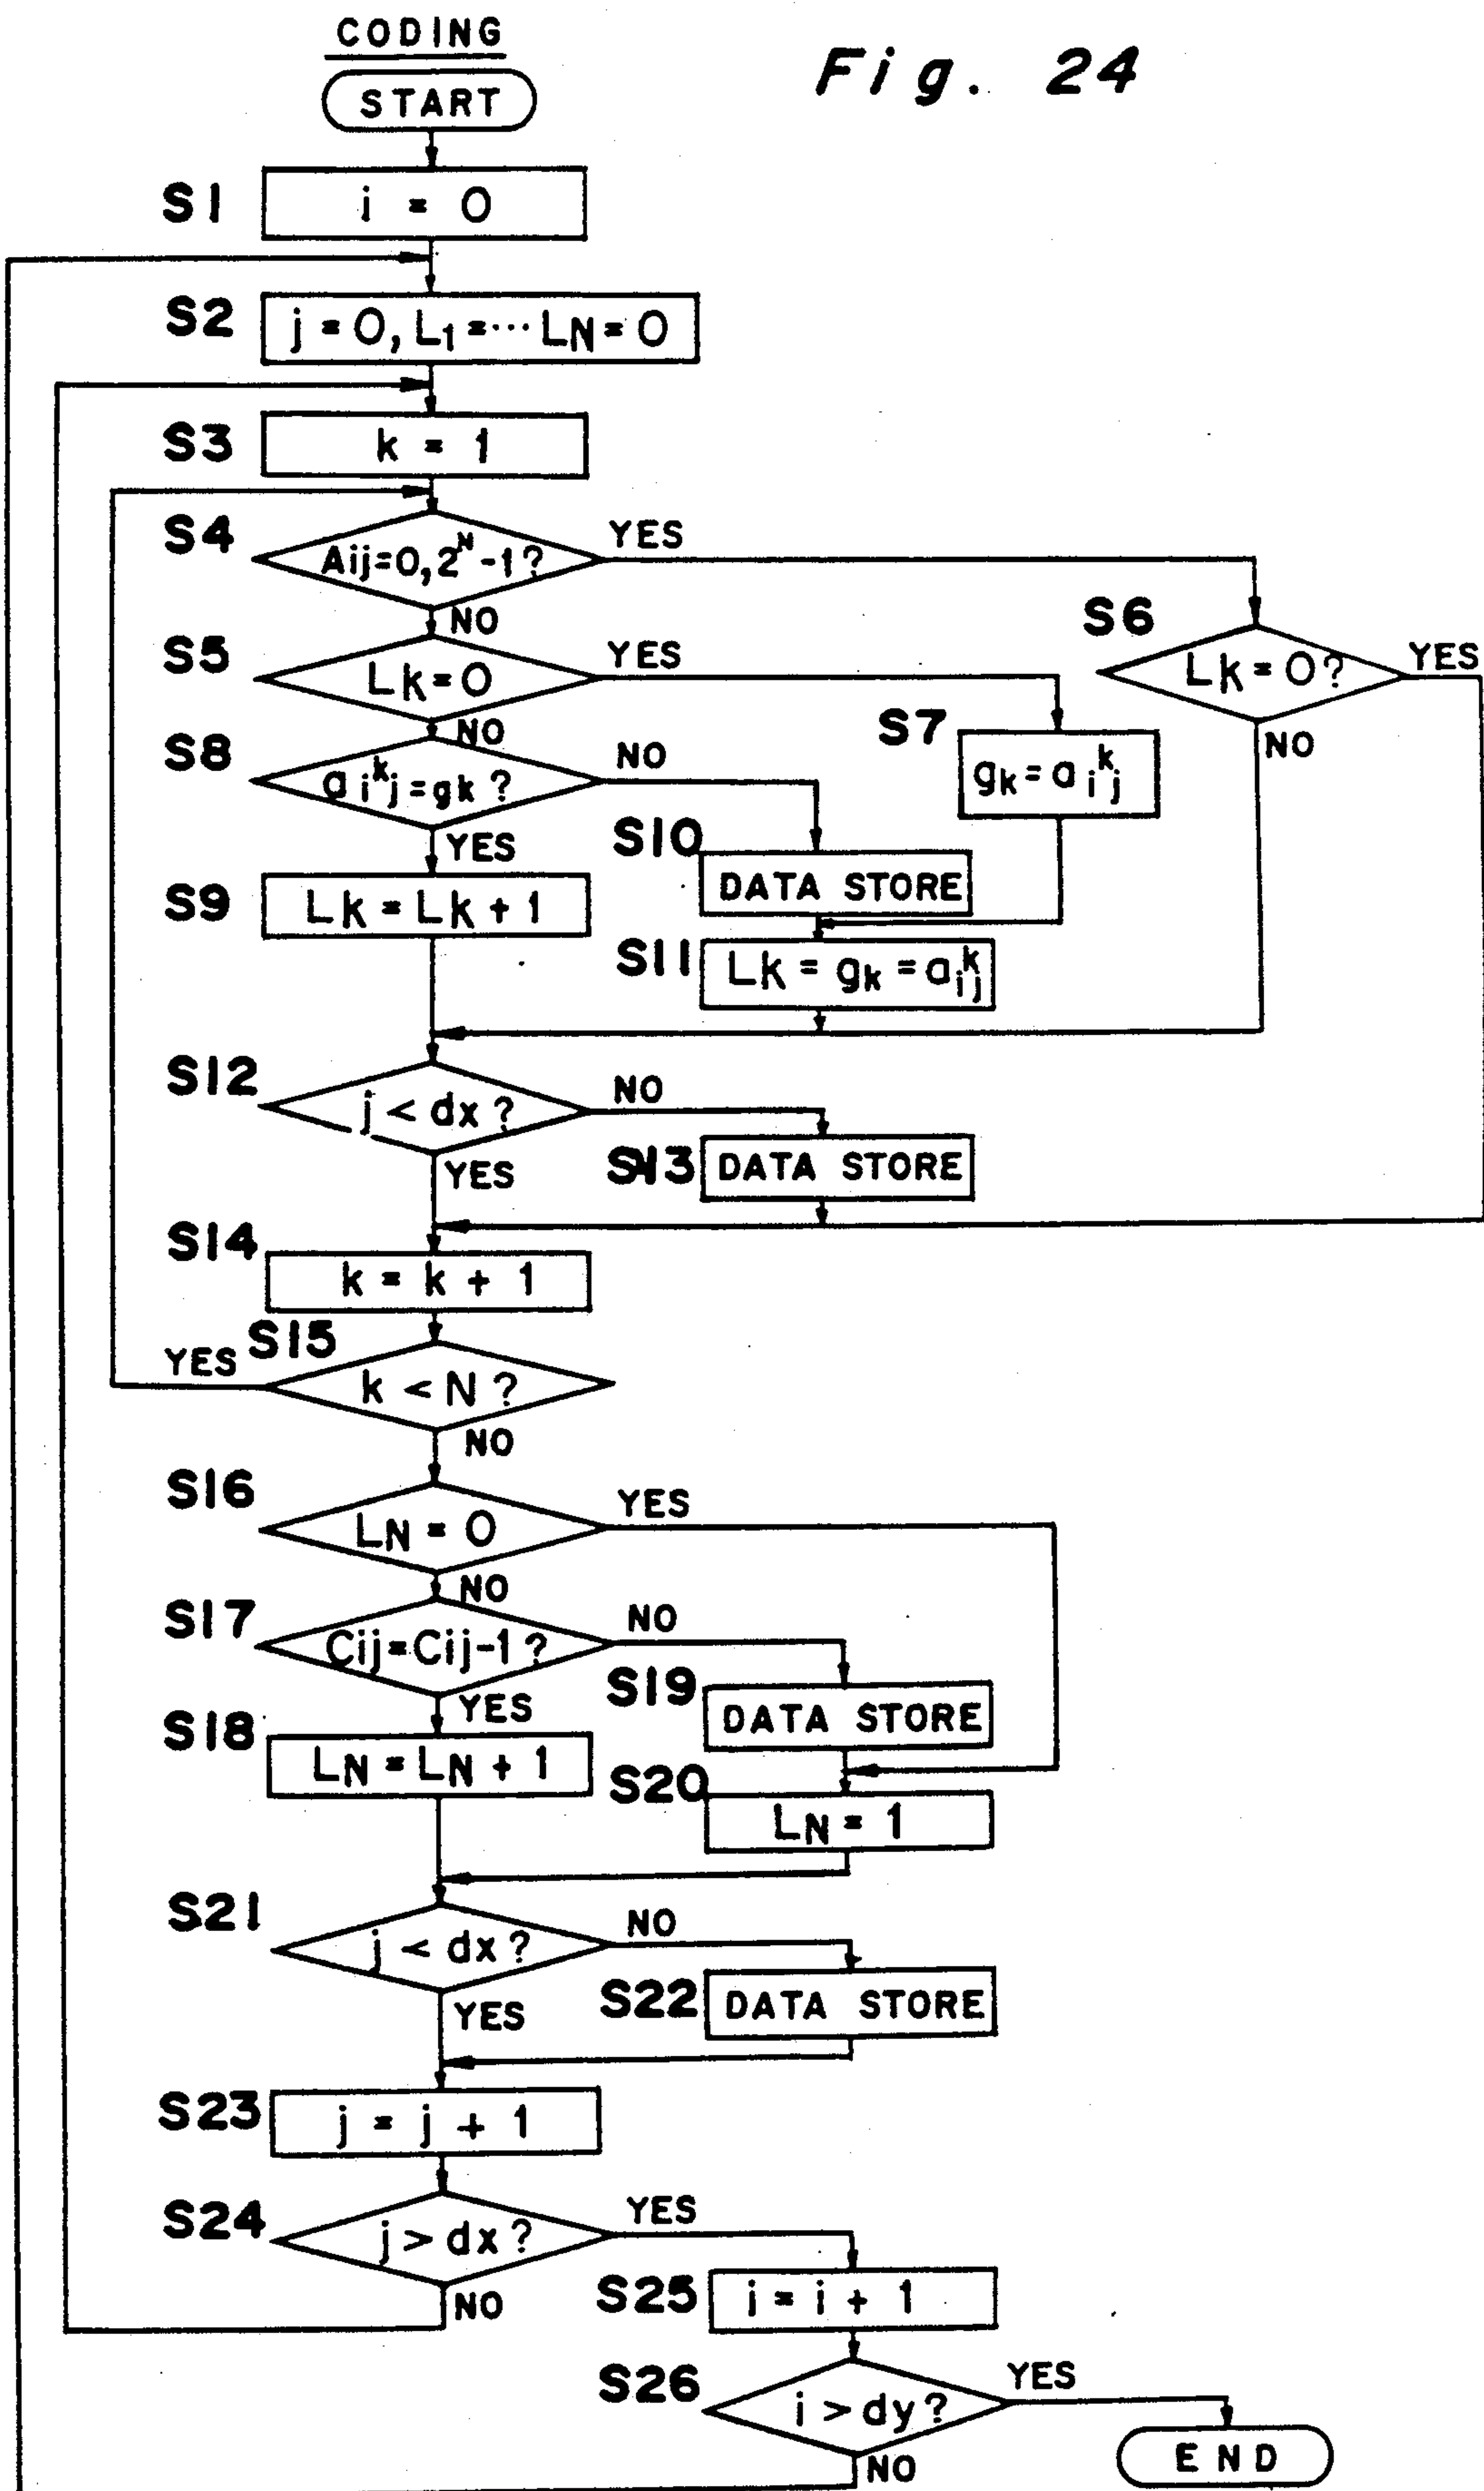 CODING
Fig. 24
START
S1
i = 0
S2
j = 0, L1 = ··· LN = 0
S3
k = 1
S4
Aij=0, 2^N -1?
YES
NO
S5
Lk = 0
YES
NO
S6
Lk = 0?
YES
NO
S7
gk = a i^k j
S8
a i^k j = gk ?
NO
YES
S9
Lk = Lk + 1
S10
DATA STORE
S11
Lk = gk = a i^k j
S12
j < dx ?
NO
YES
S13
DATA STORE
S14
k = k + 1
S15
YES
k < N ?
NO
S16
LN = 0
YES
NO
S17
Cij=Cij-1?
NO
YES
S18
LN = LN + 1
S19
DATA STORE
S20
LN = 1
S21
j < dx ?
NO
YES
S22
DATA STORE
S23
j = j + 1
S24
j > dx ?
YES
NO
S25
i = i + 1
S26
i > dy ?
YES
NO
END